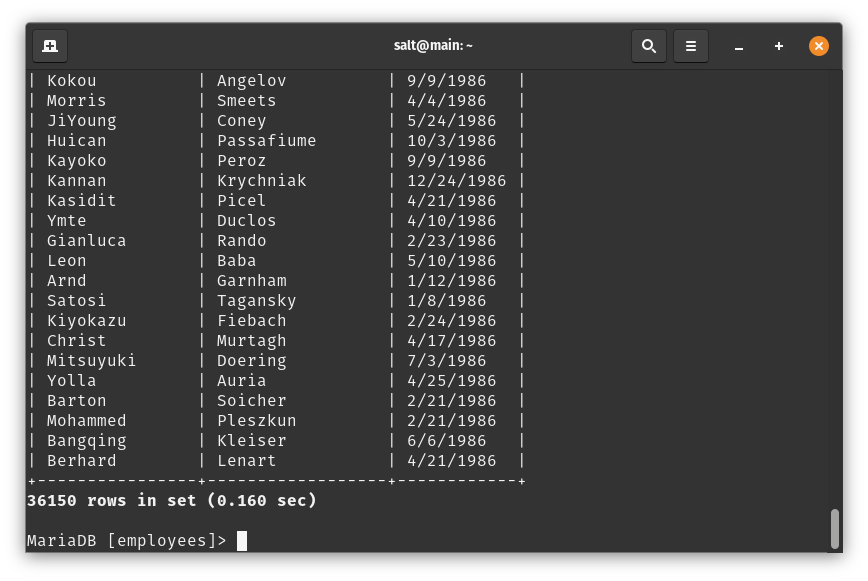 salt@main: ~
| Kokou          | Angelov          | 9/9/1986   |
| Morris         | Smeets           | 4/4/1986   |
| JiYoung        | Coney            | 5/24/1986  |
| Huican         | Passafiume       | 10/3/1986  |
| Kayoko         | Peroz            | 9/9/1986   |
| Kannan         | Krychniak        | 12/24/1986 |
| Kasidit        | Picel            | 4/21/1986  |
| Ymte           | Duclos           | 4/10/1986  |
| Gianluca       | Rando            | 2/23/1986  |
| Leon           | Baba             | 5/10/1986  |
| Arnd           | Garnham          | 1/12/1986  |
| Satosi         | Tagansky         | 1/8/1986   |
| Kiyokazu       | Fiebach          | 2/24/1986  |
| Christ         | Murtagh          | 4/17/1986  |
| Mitsuyuki      | Doering          | 7/3/1986   |
| Yolla          | Auria            | 4/25/1986  |
| Barton         | Soicher          | 2/21/1986  |
| Mohammed       | Pleszkun         | 2/21/1986  |
| Bangqing       | Kleiser          | 6/6/1986   |
| Berhard        | Lenart           | 4/21/1986  |
+----------------+------------------+------------+
36150 rows in set (0.160 sec)
MariaDB [employees]>